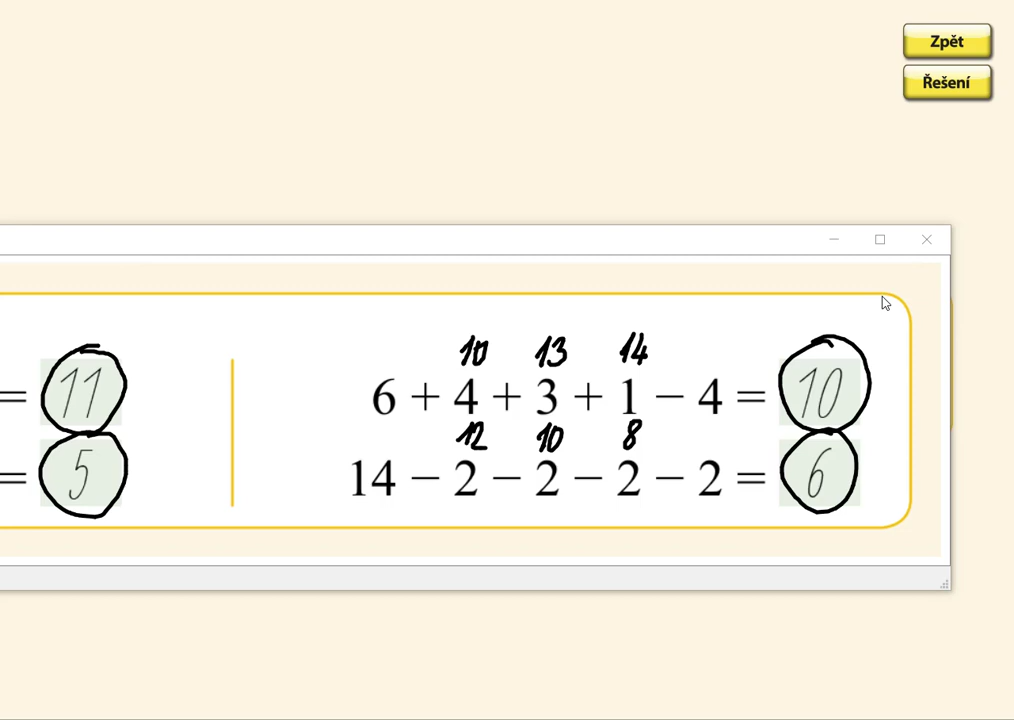 Zpět
Řešení
10 13 14
= 11
6 + 4 + 3 + 1 − 4 = 10
12 10 8
= 5
14 − 2 − 2 − 2 − 2 = 6